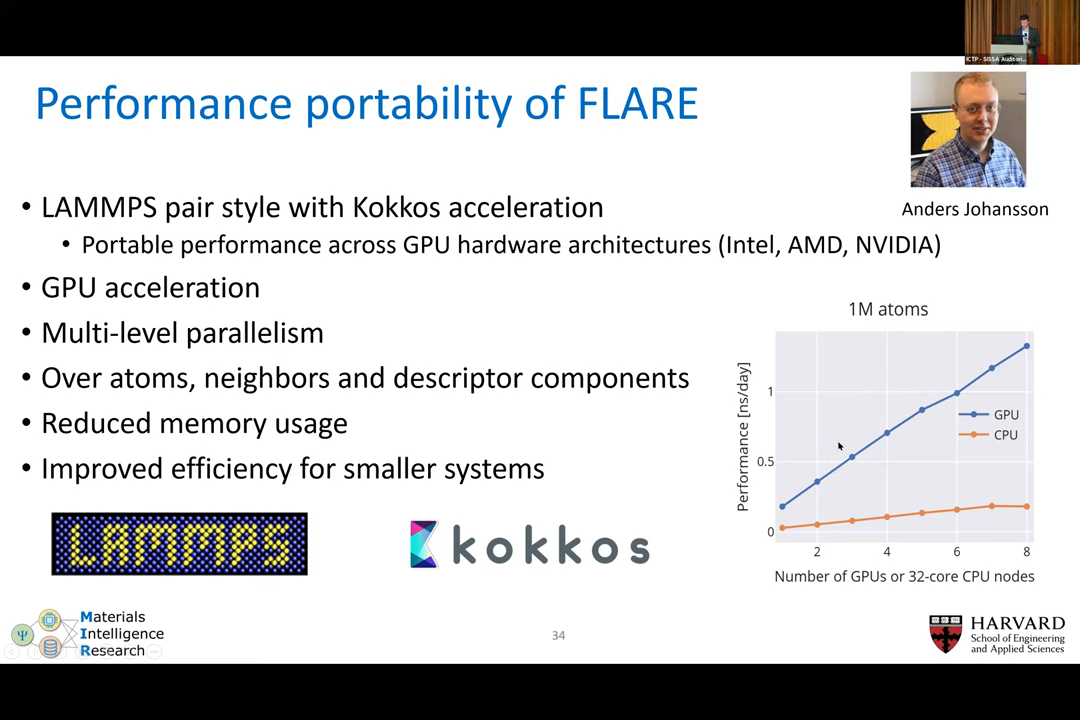 ICTP - SISSA Auditori...
Performance portability of FLARE
Anders Johansson
• LAMMPS pair style with Kokkos acceleration
• Portable performance across GPU hardware architectures (Intel, AMD, NVIDIA)
• GPU acceleration
• Multi-level parallelism
• Over atoms, neighbors and descriptor components
• Reduced memory usage
• Improved efficiency for smaller systems
1M atoms
Performance [ns/day]
1
0.5
0
GPU
CPU
2 4 6 8
Number of GPUs or 32-core CPU nodes
LAMMPS
kokkos
Ψ
Materials
Intelligence
Research
34
HARVARD
School of Engineering
and Applied Sciences